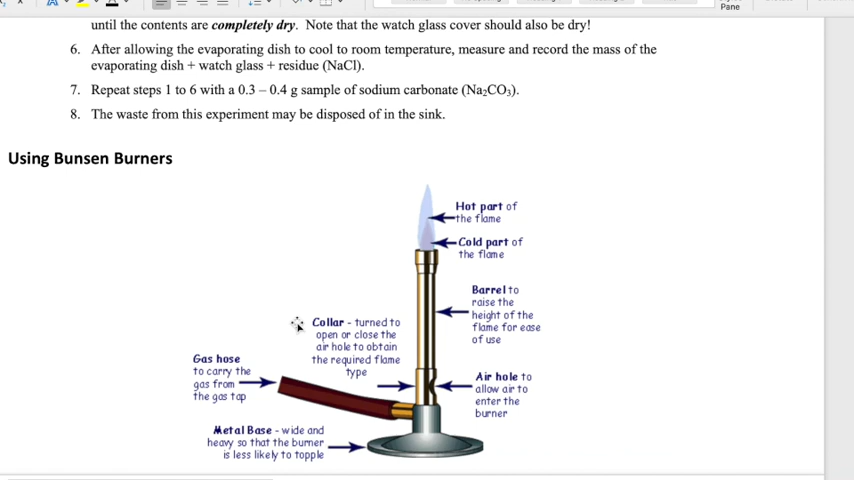 Pane
until the contents are completely dry. Note that the watch glass cover should also be dry!
6. After allowing the evaporating dish to cool to room temperature, measure and record the mass of the
evaporating dish + watch glass + residue (NaCl).
7. Repeat steps 1 to 6 with a 0.3 – 0.4 g sample of sodium carbonate (Na₂CO₃).
8. The waste from this experiment may be disposed of in the sink.
Using Bunsen Burners
Hot part of
the flame
Cold part of
the flame
Barrel to
raise the
height of the
flame for ease
of use
Collar - turned to
open or close the
air hole to obtain
the required flame
type
Gas hose
to carry the
gas from
the gas tap
Air hole to
allow air to
enter the
burner
Metal Base - wide and
heavy so that the burner
is less likely to topple